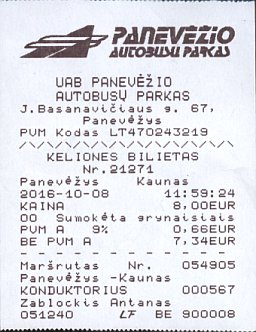 PANEVĖŽIO
AUTOBUSŲ PARKAS
UAB PANEVĖŽIO
AUTOBUSŲ PARKAS
J.Basanavičiaus g. 67,
Panevėžys
PVM Kodas LT470243219
KELIONES BILIETAS
Nr.21271
Panevėžys Kaunas
2016-10-08 11:59:24
KAINA 8,00EUR
00 Sumokėta grynaisiais
PVM A 9% 0,66EUR
BE PVM A 7,34EUR
Maršrutas Nr. 054905
Panevėžys -Kaunas
KONDUKTORIUS 000567
Zablockis Antanas
051240 LF BE 900008